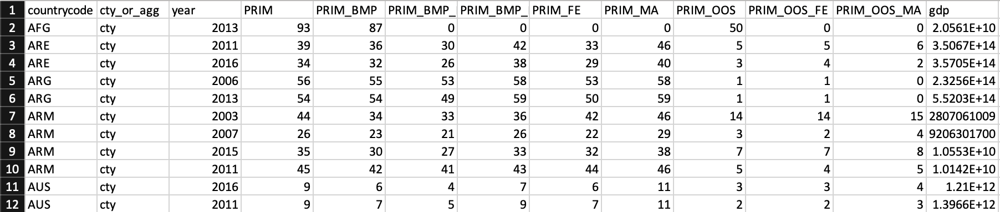 1 countrycode cty_or_agg year PRIM PRIM_BMP PRIM_BMP_ PRIM_BMP_ PRIM_FE PRIM_MA PRIM_OOS PRIM_OOS_FE PRIM_OOS_MA gdp
2 AFG cty 2013 93 87 0 0 0 0 50 0 0 2.0561E+10
3 ARE cty 2011 39 36 30 42 33 46 5 5 6 3.5067E+14
4 ARE cty 2016 34 32 26 38 29 40 3 4 2 3.5705E+14
5 ARG cty 2006 56 55 53 58 53 58 1 1 0 2.3256E+14
6 ARG cty 2013 54 54 49 59 50 59 1 1 0 5.5203E+14
7 ARM cty 2003 44 34 33 36 42 46 14 14 15 2807061009
8 ARM cty 2007 26 23 21 26 22 29 3 2 4 9206301700
9 ARM cty 2015 35 30 27 33 32 38 7 7 8 1.0553E+10
10 ARM cty 2011 45 42 41 43 44 46 5 4 5 1.0142E+10
11 AUS cty 2016 9 6 4 7 6 11 3 3 4 1.21E+12
12 AUS cty 2011 9 7 5 9 7 11 2 2 3 1.3966E+12